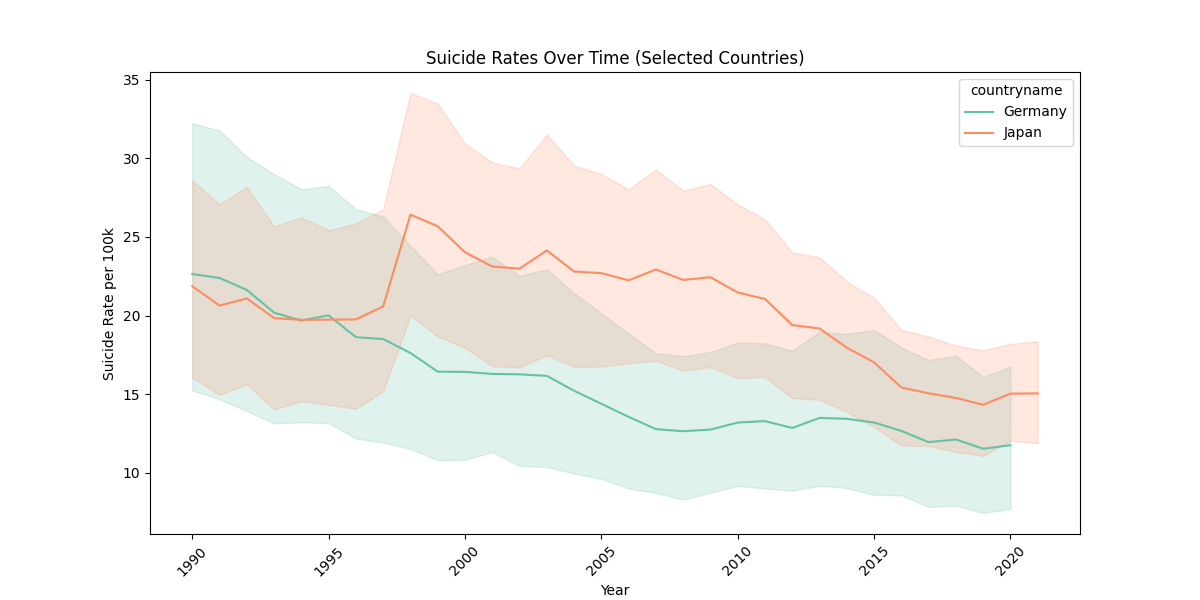 Suicide Rates Over Time (Selected Countries)
35
30
25
20
15
10
Suicide Rate per 100k
countryname
Germany
Japan
1990
1995
2000
2005
2010
2015
2020
Year